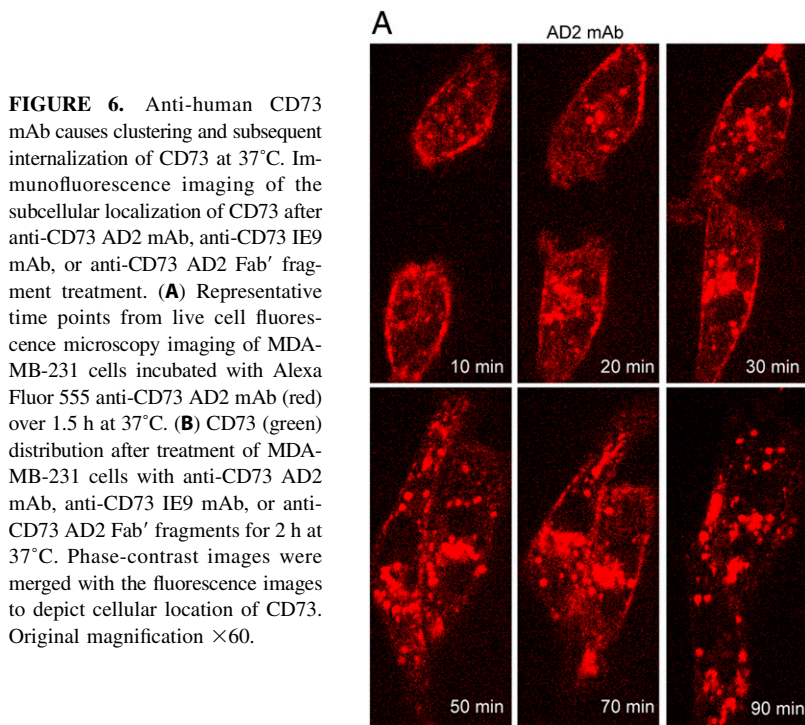 FIGURE 6. Anti-human CD73
mAb causes clustering and subsequent
internalization of CD73 at 37°C. Im-
munofluorescence imaging of the
subcellular localization of CD73 after
anti-CD73 AD2 mAb, anti-CD73 IE9
mAb, or anti-CD73 AD2 Fab′ frag-
ment treatment. (A) Representative
time points from live cell fluores-
cence microscopy imaging of MDA-
MB-231 cells incubated with Alexa
Fluor 555 anti-CD73 AD2 mAb (red)
over 1.5 h at 37°C. (B) CD73 (green)
distribution after treatment of MDA-
MB-231 cells with anti-CD73 AD2
mAb, anti-CD73 IE9 mAb, or anti-
CD73 AD2 Fab′ fragments for 2 h at
37°C. Phase-contrast images were
merged with the fluorescence images
to depict cellular location of CD73.
Original magnification ×60.
A
AD2 mAb
10 min
20 min
30 min
50 min
70 min
90 min